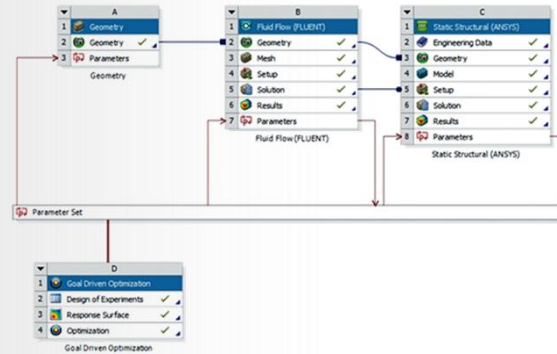 A
1 Geometry
2 Geometry
3 Parameters
Geometry
B
1 Fluid Flow (FLUENT)
2 Geometry
3 Mesh
4 Setup
5 Solution
6 Results
7 Parameters
Fluid Flow (FLUENT)
C
1 Static Structural (ANSYS)
2 Engineering Data
3 Geometry
4 Model
5 Setup
6 Solution
7 Results
8 Parameters
Static Structural (ANSYS)
Parameter Set
D
1 Goal Driven Optimization
2 Design of Experiments
3 Response Surface
4 Optimization
Goal Driven Optimization